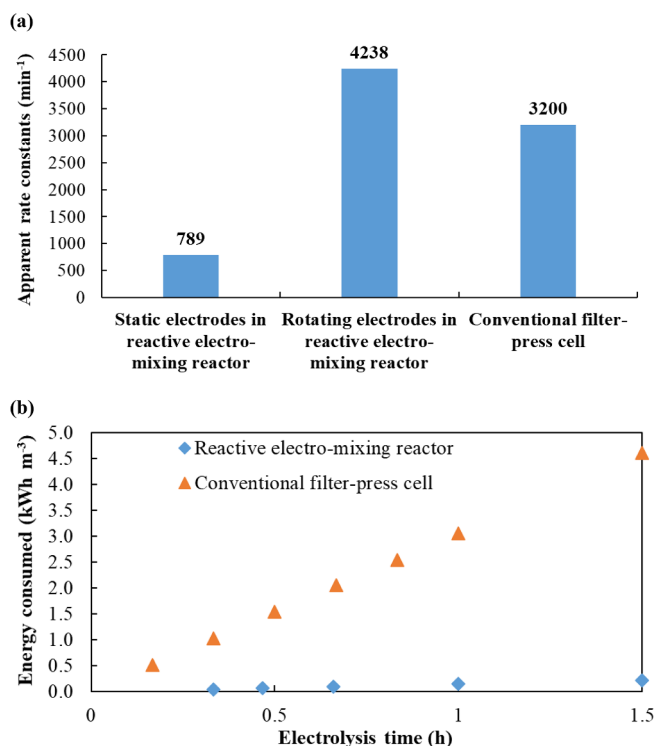 (a)
Apparent rate constants (min⁻¹)
4500
4000
3500
3000
2500
2000
1500
1000
500
0
789
4238
3200
Static electrodes in
reactive electro-
mixing reactor
Rotating electrodes in
reactive electro-
mixing reactor
Conventional filter-
press cell
(b)
Energy consumed (kWh m⁻³)
5.0
4.5
4.0
3.5
3.0
2.5
2.0
1.5
1.0
0.5
0.0
Reactive electro-mixing reactor
Conventional filter-press cell
0
0.5
1
1.5
Electrolysis time (h)